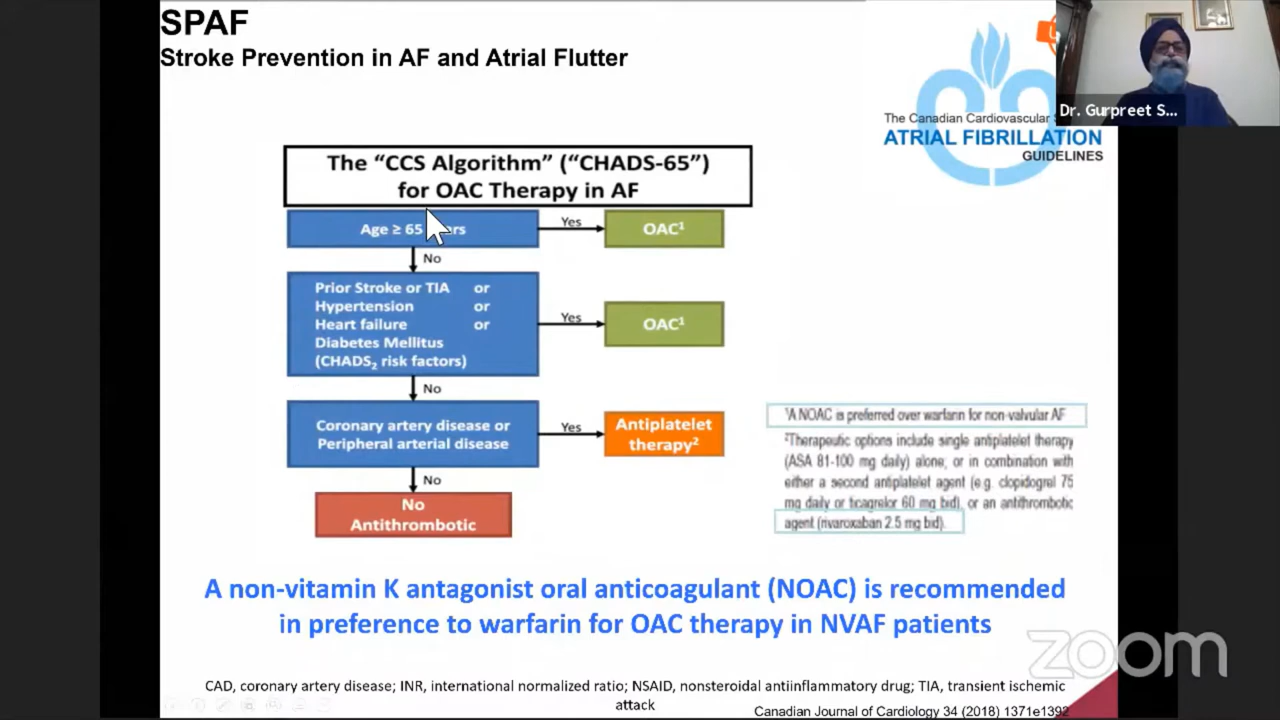 SPAF
Stroke Prevention in AF and Atrial Flutter
The Canadian Cardiovascular
ATRIAL FIBRILLATION
GUIDELINES
Dr. Gurpreet S...
The “CCS Algorithm” (“CHADS-65”)
for OAC Therapy in AF
Age ≥ 65
Yes
OAC¹
No
Prior Stroke or TIA or
Hypertension or
Heart failure or
Diabetes Mellitus
(CHADS₂ risk factors)
Yes
OAC¹
No
Coronary artery disease or
Peripheral arterial disease
Yes
Antiplatelet
therapy²
No
No
Antithrombotic
¹A NOAC is preferred over warfarin for non-valvular AF
²Therapeutic options include single antiplatelet therapy
(ASA 81-100 mg daily) alone; or in combination with
either a second antiplatelet agent (e.g. clopidogrel 75
mg daily or ticagrelor 60 mg bid), or an antithrombotic
agent (rivaroxaban 2.5 mg bid).
A non-vitamin K antagonist oral anticoagulant (NOAC) is recommended
in preference to warfarin for OAC therapy in NVAF patients
zoom
CAD, coronary artery disease; INR, international normalized ratio; NSAID, nonsteroidal antiinflammatory drug; TIA, transient ischemic
attack
Canadian Journal of Cardiology 34 (2018) 1371e1392